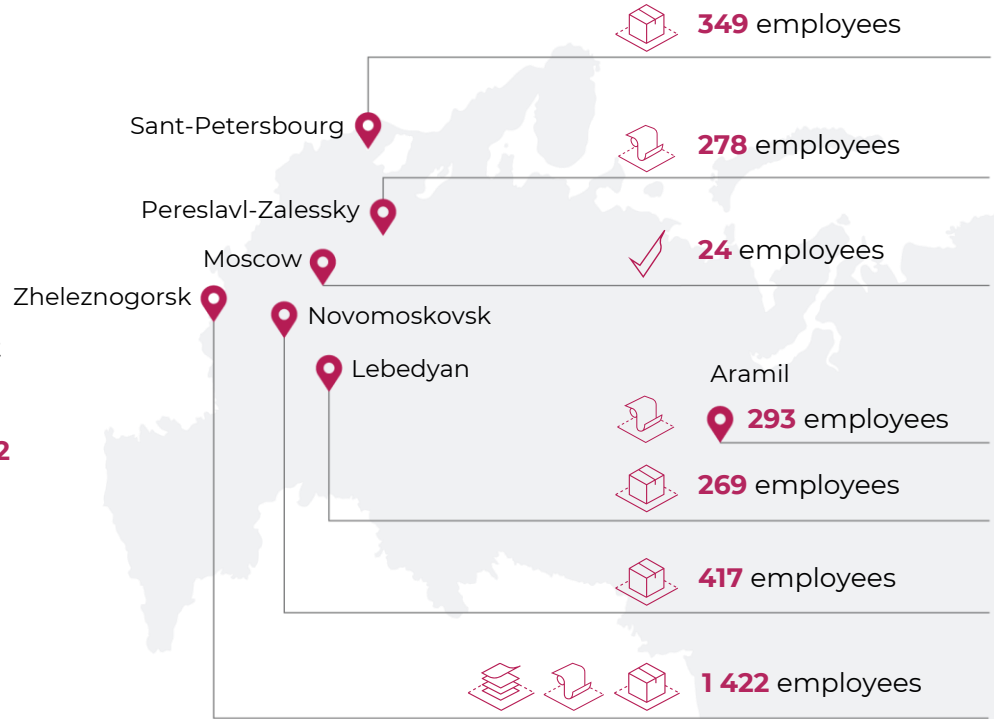 349 employees
Sant-Petersbourg
278 employees
Pereslavl-Zalessky
24 employees
Moscow
Zheleznogorsk
Novomoskovsk
Lebedyan
Aramil
293 employees
2
269 employees
417 employees
1 422 employees